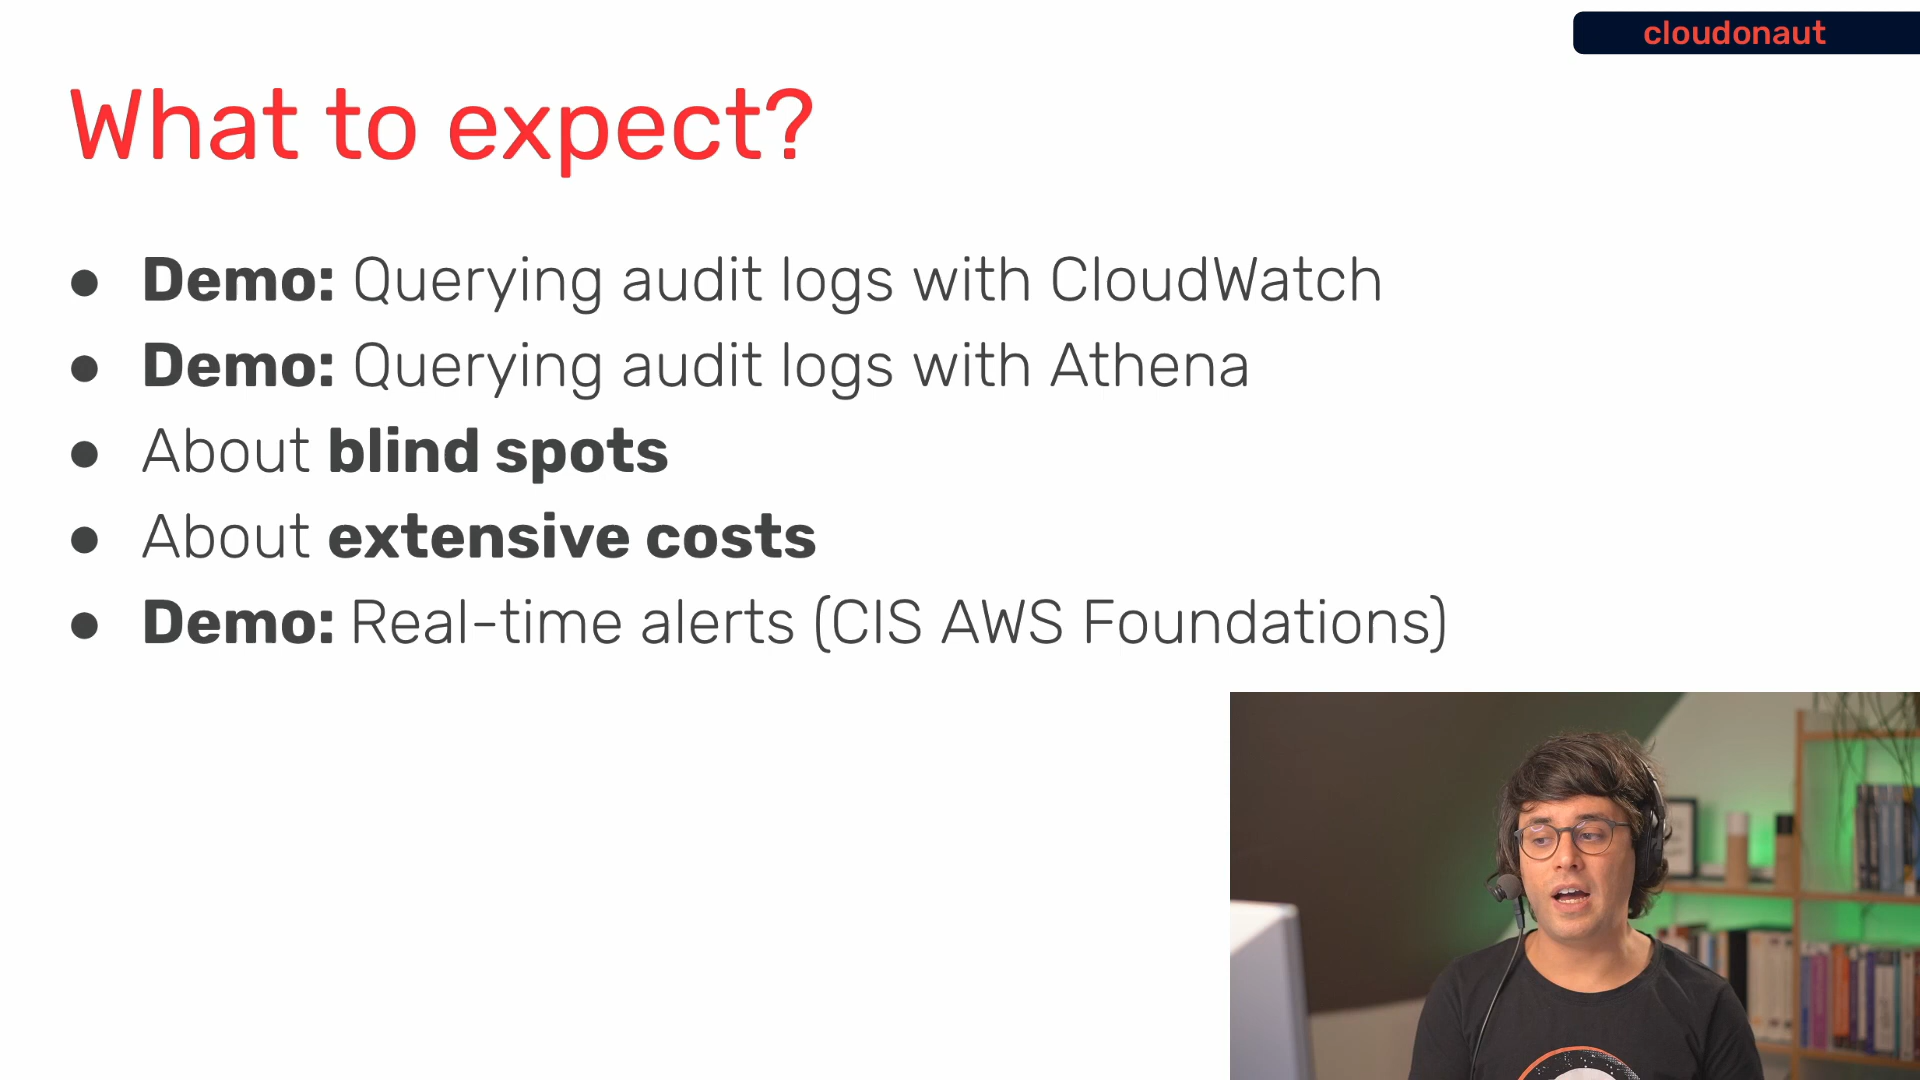 cloudonaut
What to expect?
● Demo: Querying audit logs with CloudWatch
● Demo: Querying audit logs with Athena
● About blind spots
● About extensive costs
● Demo: Real-time alerts (CIS AWS Foundations)